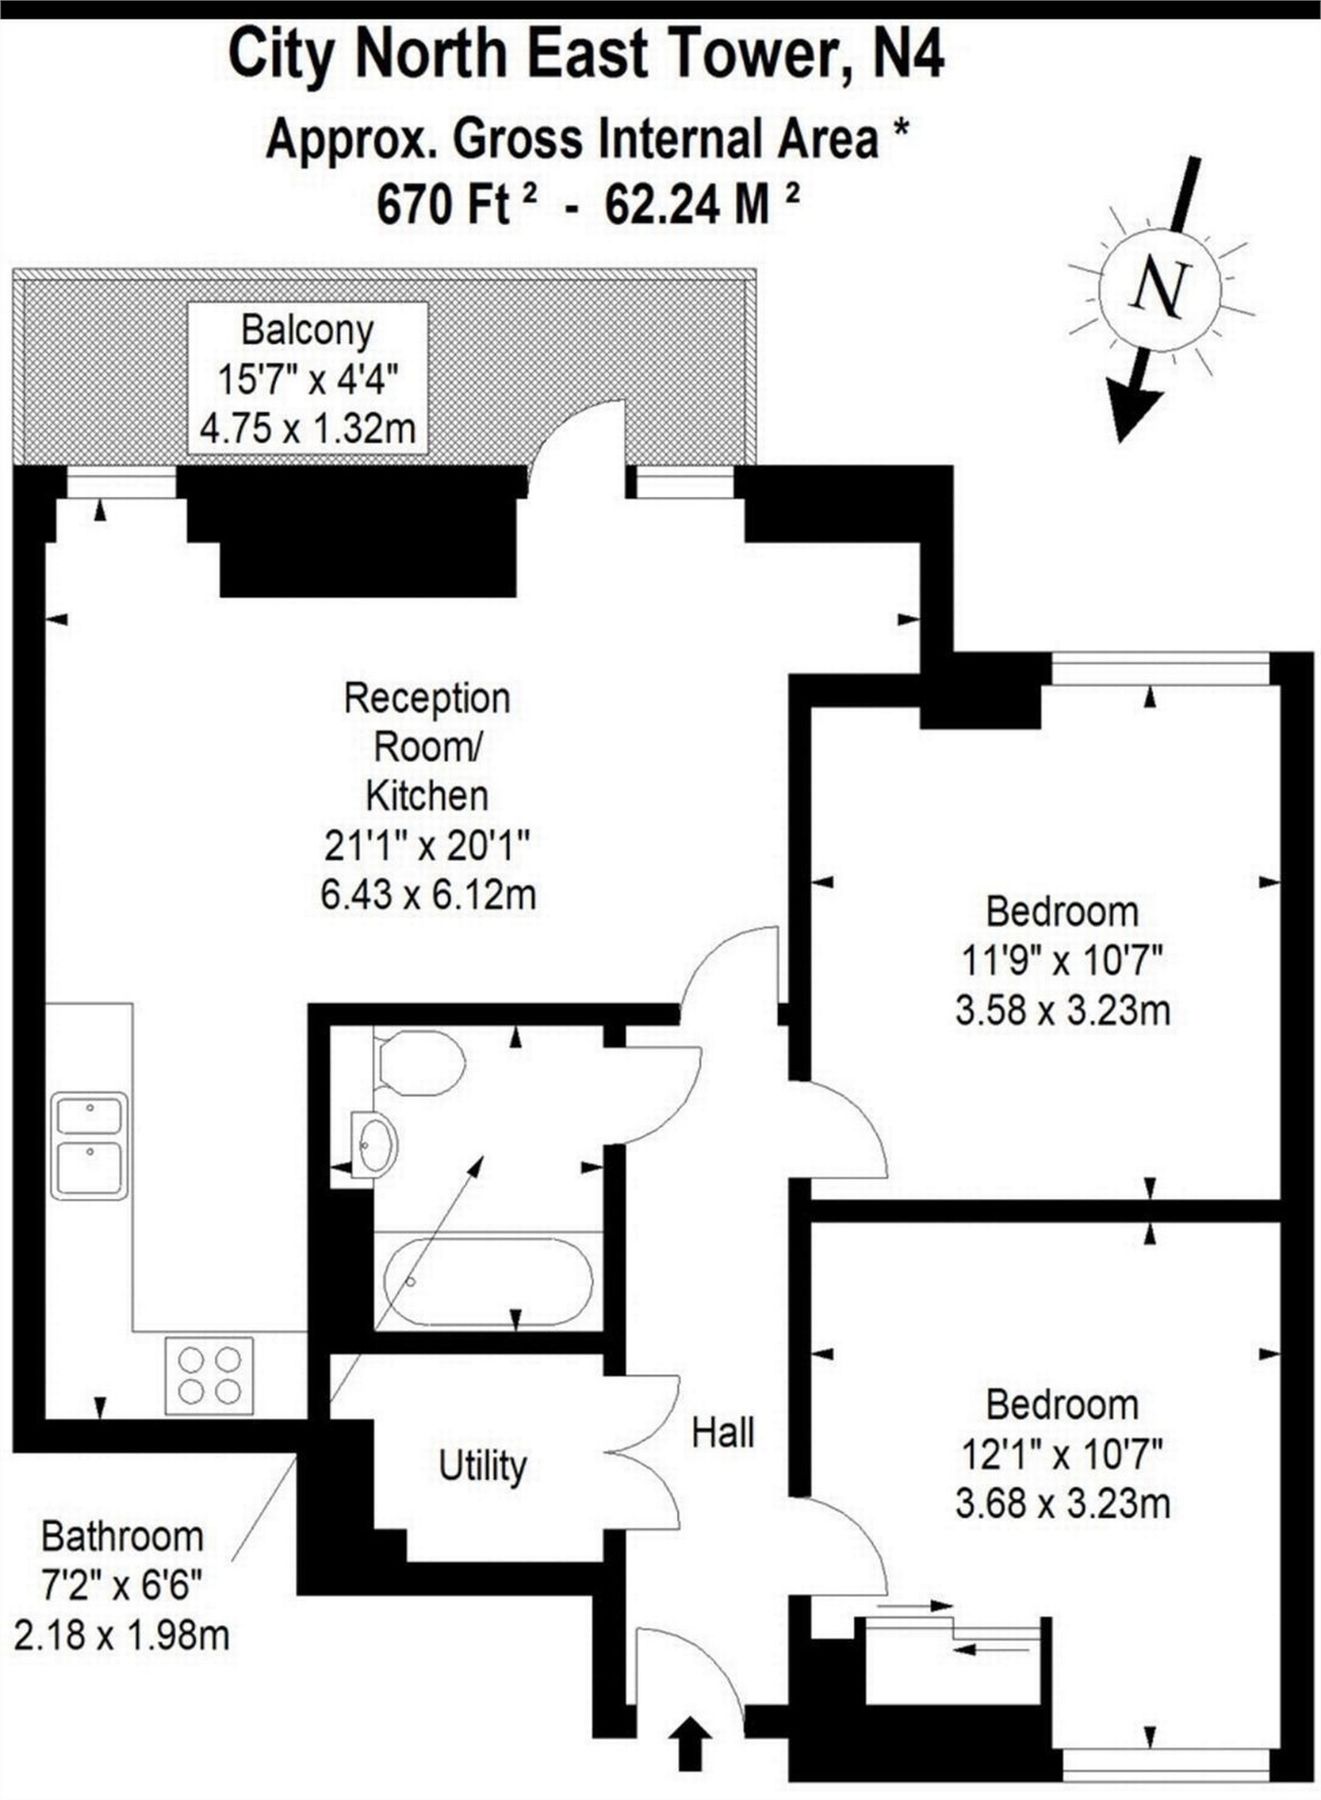 City North East Tower, N4
Approx. Gross Internal Area *
670 Ft ² - 62.24 M ²
N
Balcony
15'7" x 4'4"
4.75 x 1.32m
Reception
Room/
Kitchen
21'1" x 20'1"
6.43 x 6.12m
Bedroom
11'9" x 10'7"
3.58 x 3.23m
Bedroom
12'1" x 10'7"
3.68 x 3.23m
Hall
Utility
Bathroom
7'2" x 6'6"
2.18 x 1.98m